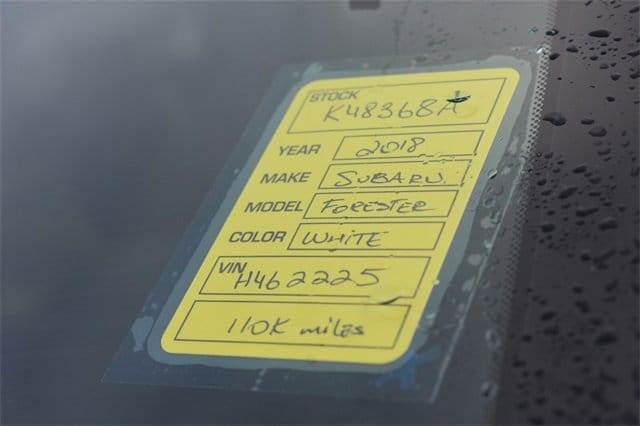 STOCK
K48368A
YEAR 2018
MAKE SUBARU
MODEL FORESTER
COLOR WHITE
VIN H462225
110K miles